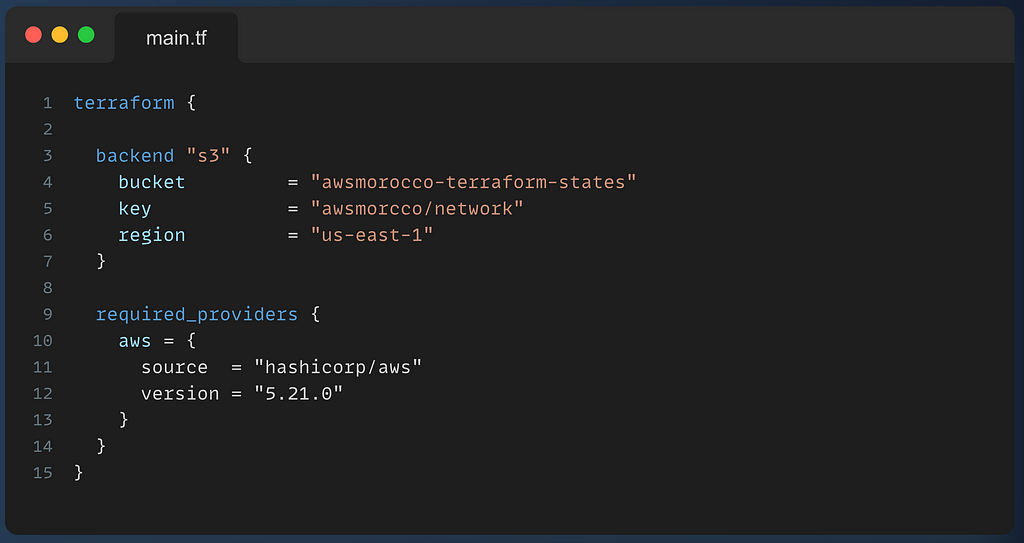 main.tf
1 terraform {
2
3   backend "s3" {
4     bucket         = "awsmorocco-terraform-states"
5     key            = "awsmorcco/network"
6     region         = "us-east-1"
7   }
8
9   required_providers {
10     aws = {
11       source  = "hashicorp/aws"
12       version = "5.21.0"
13     }
14   }
15 }